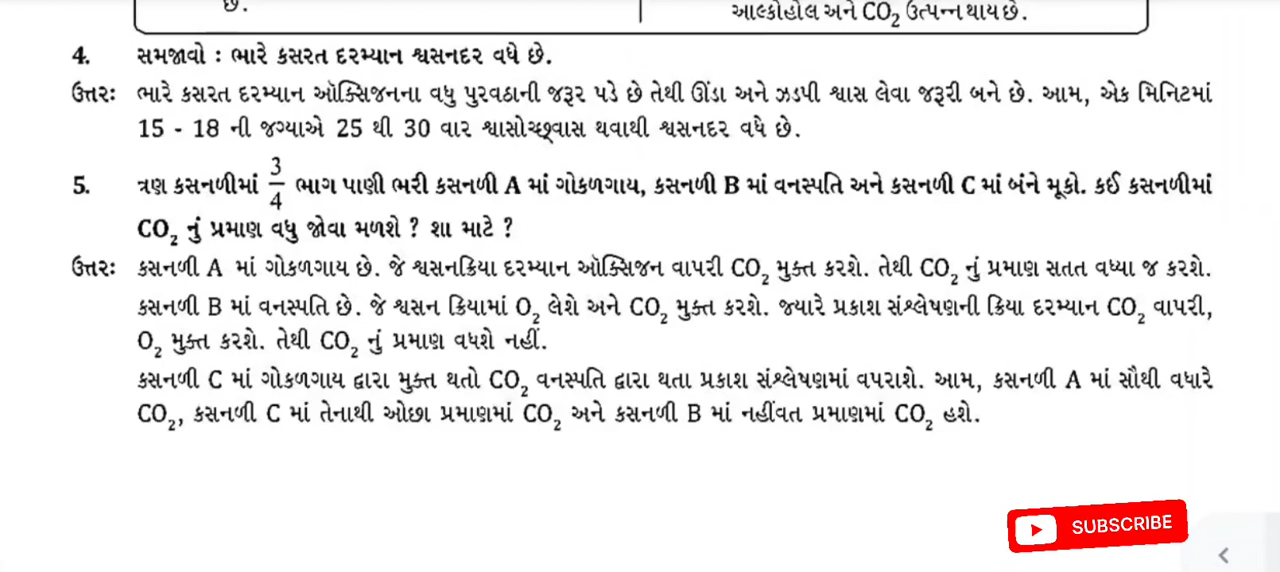 છે.
આલ્કોહોલ અને CO₂ ઉત્પન્ન થાય છે.
4. સમજાવો : ભારે કસરત દરમ્યાન શ્વસનદર વધે છે.
ઉત્તરઃ ભારે કસરત દરમ્યાન ઑક્સિજનના વધુ પુરવઠાની જરૂર પડે છે તેથી ઊંડા અને ઝડપી શ્વાસ લેવા જરૂરી બને છે. આમ, એક મિનિટમાં
15 - 18 ની જગ્યાએ 25 થી 30 વાર શ્વાસોચ્છ્વાસ થવાથી શ્વસનદર વધે છે.
5. ત્રણ કસનળીમાં 3/4 ભાગ પાણી ભરી કસનળી A માં ગોકળગાય, કસનળી B માં વનસ્પતિ અને કસનળી C માં બંને મૂકો. કઈ કસનળીમાં
CO₂ નું પ્રમાણ વધુ જોવા મળશે ? શા માટે ?
ઉત્તરઃ કસનળી A માં ગોકળગાય છે. જે શ્વસનક્રિયા દરમ્યાન ઑક્સિજન વાપરી CO₂ મુક્ત કરશે. તેથી CO₂ નું પ્રમાણ સતત વધ્યા જ કરશે.
કસનળી B માં વનસ્પતિ છે. જે શ્વસન ક્રિયામાં O₂ લેશે અને CO₂ મુક્ત કરશે. જ્યારે પ્રકાશ સંશ્લેષણની ક્રિયા દરમ્યાન CO₂ વાપરી,
O₂ મુક્ત કરશે. તેથી CO₂ નું પ્રમાણ વધશે નહીં.
કસનળી C માં ગોકળગાય દ્વારા મુક્ત થતો CO₂ વનસ્પતિ દ્વારા થતા પ્રકાશ સંશ્લેષણમાં વપરાશે. આમ, કસનળી A માં સૌથી વધારે
CO₂, કસનળી C માં તેનાથી ઓછા પ્રમાણમાં CO₂ અને કસનળી B માં નહીંવત પ્રમાણમાં CO₂ હશે.
SUBSCRIBE